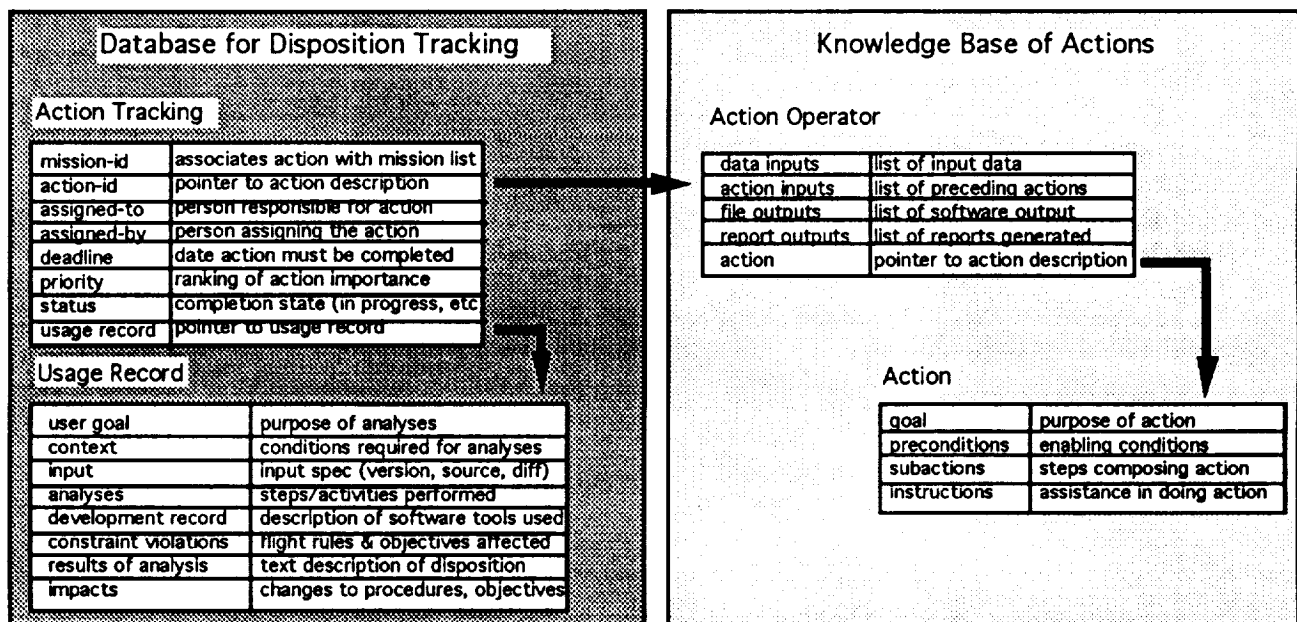 Database for Disposition Tracking
Action Tracking
mission-id associates action with mission list
action-id pointer to action description
assigned-to person responsible for action
assigned-by person assigning the action
deadline date action must be completed
priority ranking of action importance
status completion state (in progress, etc
usage record pointer to usage record
Usage Record
user goal purpose of analyses
context conditions required for analyses
input input spec (version, source, diff)
analyses steps/activities performed
development record description of software tools used
constraint violations flight rules & objectives affected
results of analysis text description of disposition
impacts changes to procedures, objectives
Knowledge Base of Actions
Action Operator
data inputs list of input data
action inputs list of preceding actions
file outputs list of software output
report outputs list of reports generated
action pointer to action description
Action
goal purpose of action
preconditions enabling conditions
subactions steps composing action
instructions assistance in doing action